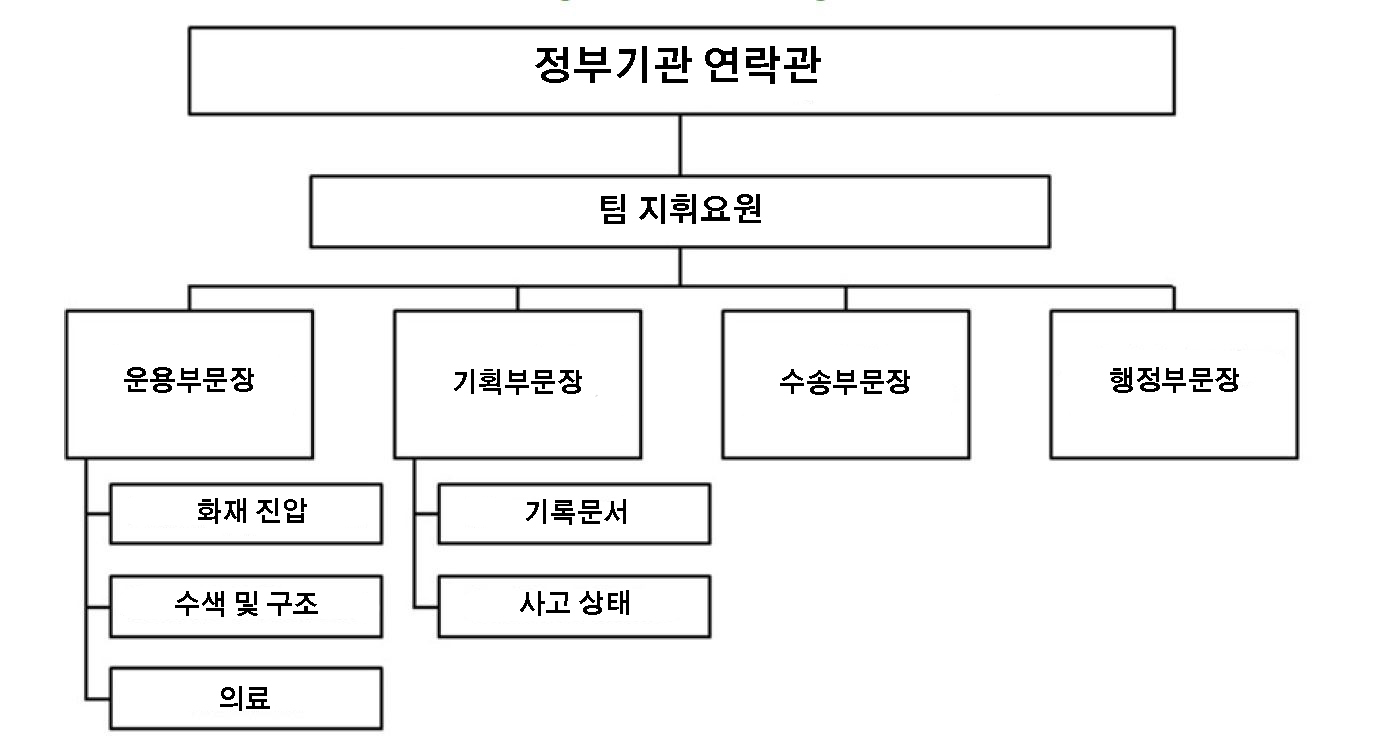 정부기관 연락관
팀 지휘요원
운용부문장
기획부문장
수송부문장
행정부문장
화재 진압
기록문서
수색 및 구조
사고 상태
의료